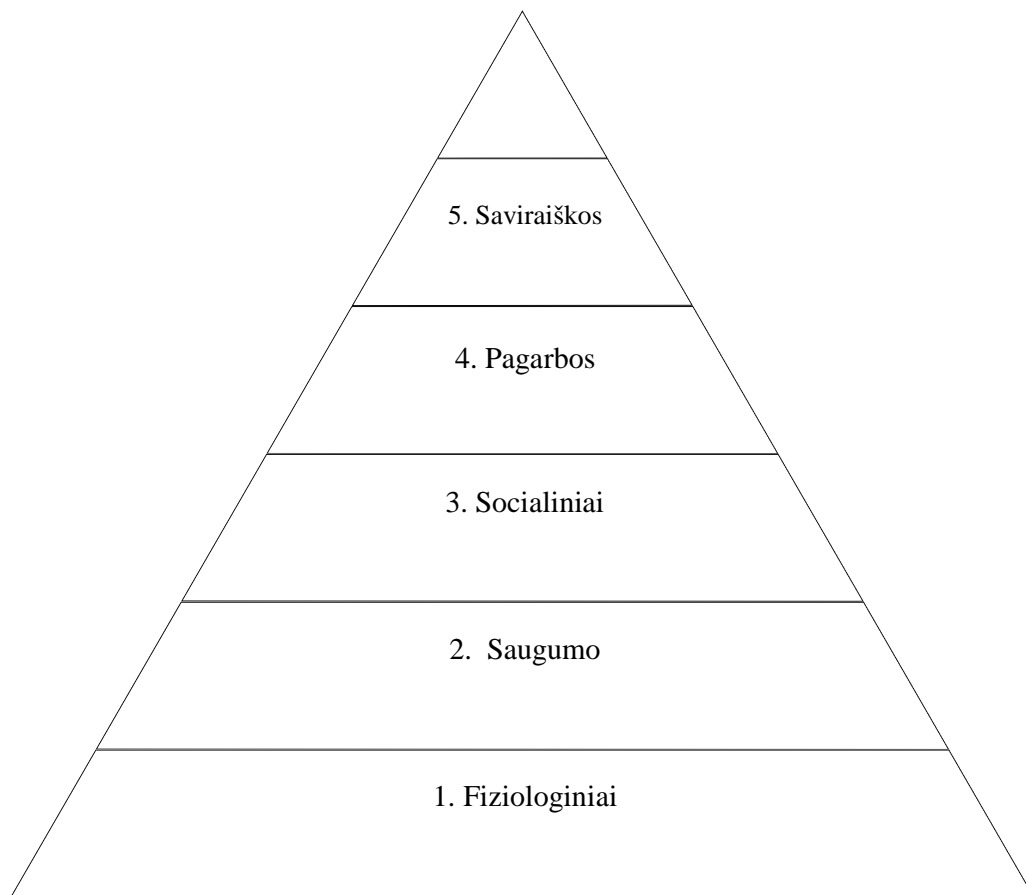 5. Saviraiškos
4. Pagarbos
3. Socialiniai
2. Saugumo
1. Fiziologiniai